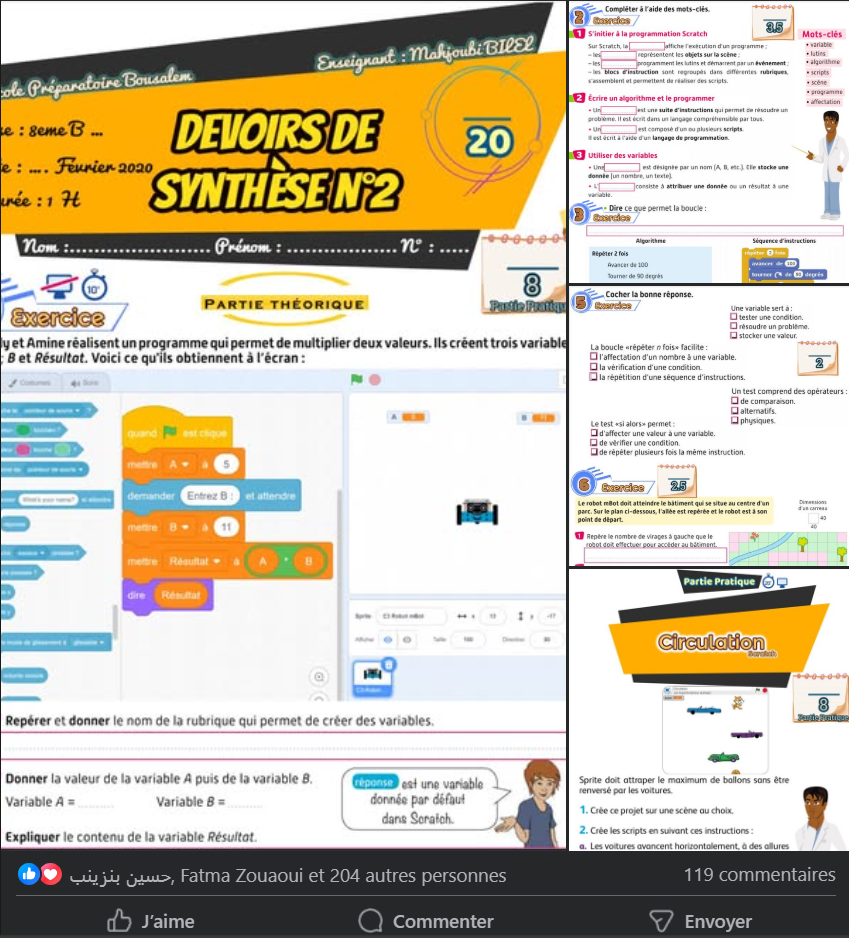 Enseignant : Mahjoubi BILEL
cole Préparatoire Bousalem
e : 8eme B ...
e : .... Février 2020
urée : 1 H
DEVOIRS DE
SYNTHÈSE N°2
20
Nom :........................ Prénom : .................. N° : .....
8
Partie Pratiqu
10'
Exercice
PARTIE THÉORIQUE
ly et Amine réalisent un programme qui permet de multiplier deux valeurs. Ils créent trois variable
; B et Résultat. Voici ce qu'ils obtiennent à l'écran :
Costumes
Sons
quand est cliqué
mettre A à 5
demander Entrez B : et attendre
mettre B à 11
mettre Résultat à A * B
dire Résultat
A
B
Sprite
Taille 100
Direction
Repérer et donner le nom de la rubrique qui permet de créer des variables.
Donner la valeur de la variable A puis de la variable B.
Variable A = ..........
Variable B = ..........
réponse est une variable
donnée par défaut
dans Scratch.
Expliquer le contenu de la variable Résultat.
2 Compléter à l'aide des mots-clés.
Exercice
3.5
Mots-clés
• variable
• lutins
• algorithme
• scripts
• scène
• programme
• affectation
1 S'initier à la programmation Scratch
Sur Scratch, la affiche l'exécution d'un programme ;
– les représentent les objets sur la scène ;
– les programment les lutins et démarrent par un événement ;
– les blocs d'instruction sont regroupés dans différentes rubriques,
s'assemblent et permettent de réaliser des scripts.
2 Écrire un algorithme et le programmer
• Un est une suite d'instructions qui permet de résoudre un
problème. Il est écrit dans un langage compréhensible par tous.
• Un est composé d'un ou plusieurs scripts.
Il est écrit à l'aide d'un langage de programmation.
3 Utiliser des variables
• Une est désignée par un nom (A, B, etc.). Elle stocke une
donnée (un nombre, un texte).
• L' consiste à attribuer une donnée ou un résultat à une
variable.
3 • Dire ce que permet la boucle :
Exercice
Algorithme
Séquence d'instructions
Répéter 2 fois
Avancer de 100
Tourner de 90 degrés
répéter 2 fois
avancer de 100
tourner de 90 degrés
5 Cocher la bonne réponse.
Exercice
Une variable sert à :
tester une condition.
résoudre un problème.
stocker une valeur.
La boucle «répéter n fois» facilite :
l'affectation d'un nombre à une variable.
la vérification d'une condition.
la répétition d'une séquence d'instructions.
2
Un test comprend des opérateurs :
de comparaison.
alternatifs.
physiques.
Le test «si alors» permet :
d'affecter une valeur à une variable.
de vérifier une condition.
de répéter plusieurs fois la même instruction.
6 Exercice
2.5
Le robot mBot doit atteindre le bâtiment qui se situe au centre d'un
parc. Sur le plan ci-dessous, l'allée est repérée et le robot est à son
point de départ.
Dimensions
d'un carreau
40
40
1 Repère le nombre de virages à gauche que le
robot doit effectuer pour accéder au bâtiment.
Partie Pratique
Circulation
Scratch
8
Partie Pratique
Sprite doit attraper le maximum de ballons sans être
renversé par les voitures.
1. Crée ce projet sur une scène au choix.
2. Crée les scripts en suivant ces instructions :
a. Les voitures avancent horizontalement, à des allures
حسين بنزينب, Fatma Zouaoui et 204 autres personnes
119 commentaires
J'aime
Commenter
Envoyer